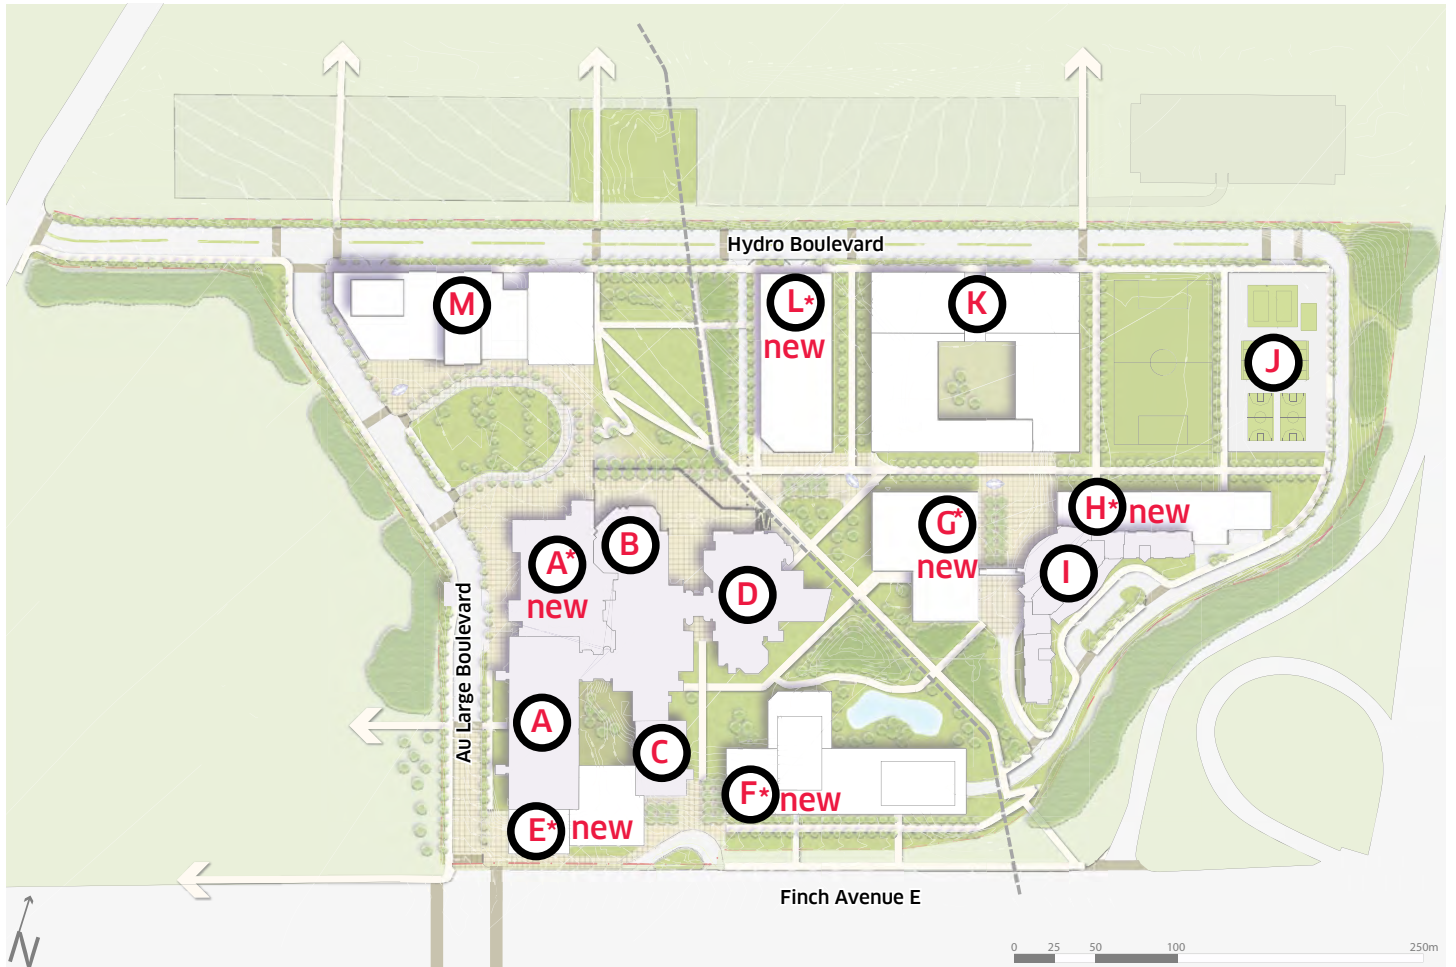 Hydro Boulevard
M
L*
new
K
J
G*
new
H* new
I
A*
new
B
D
Au Large Boulevard
A
C
F* new
E* new
Finch Avenue E
N
0 25 50 100 250m